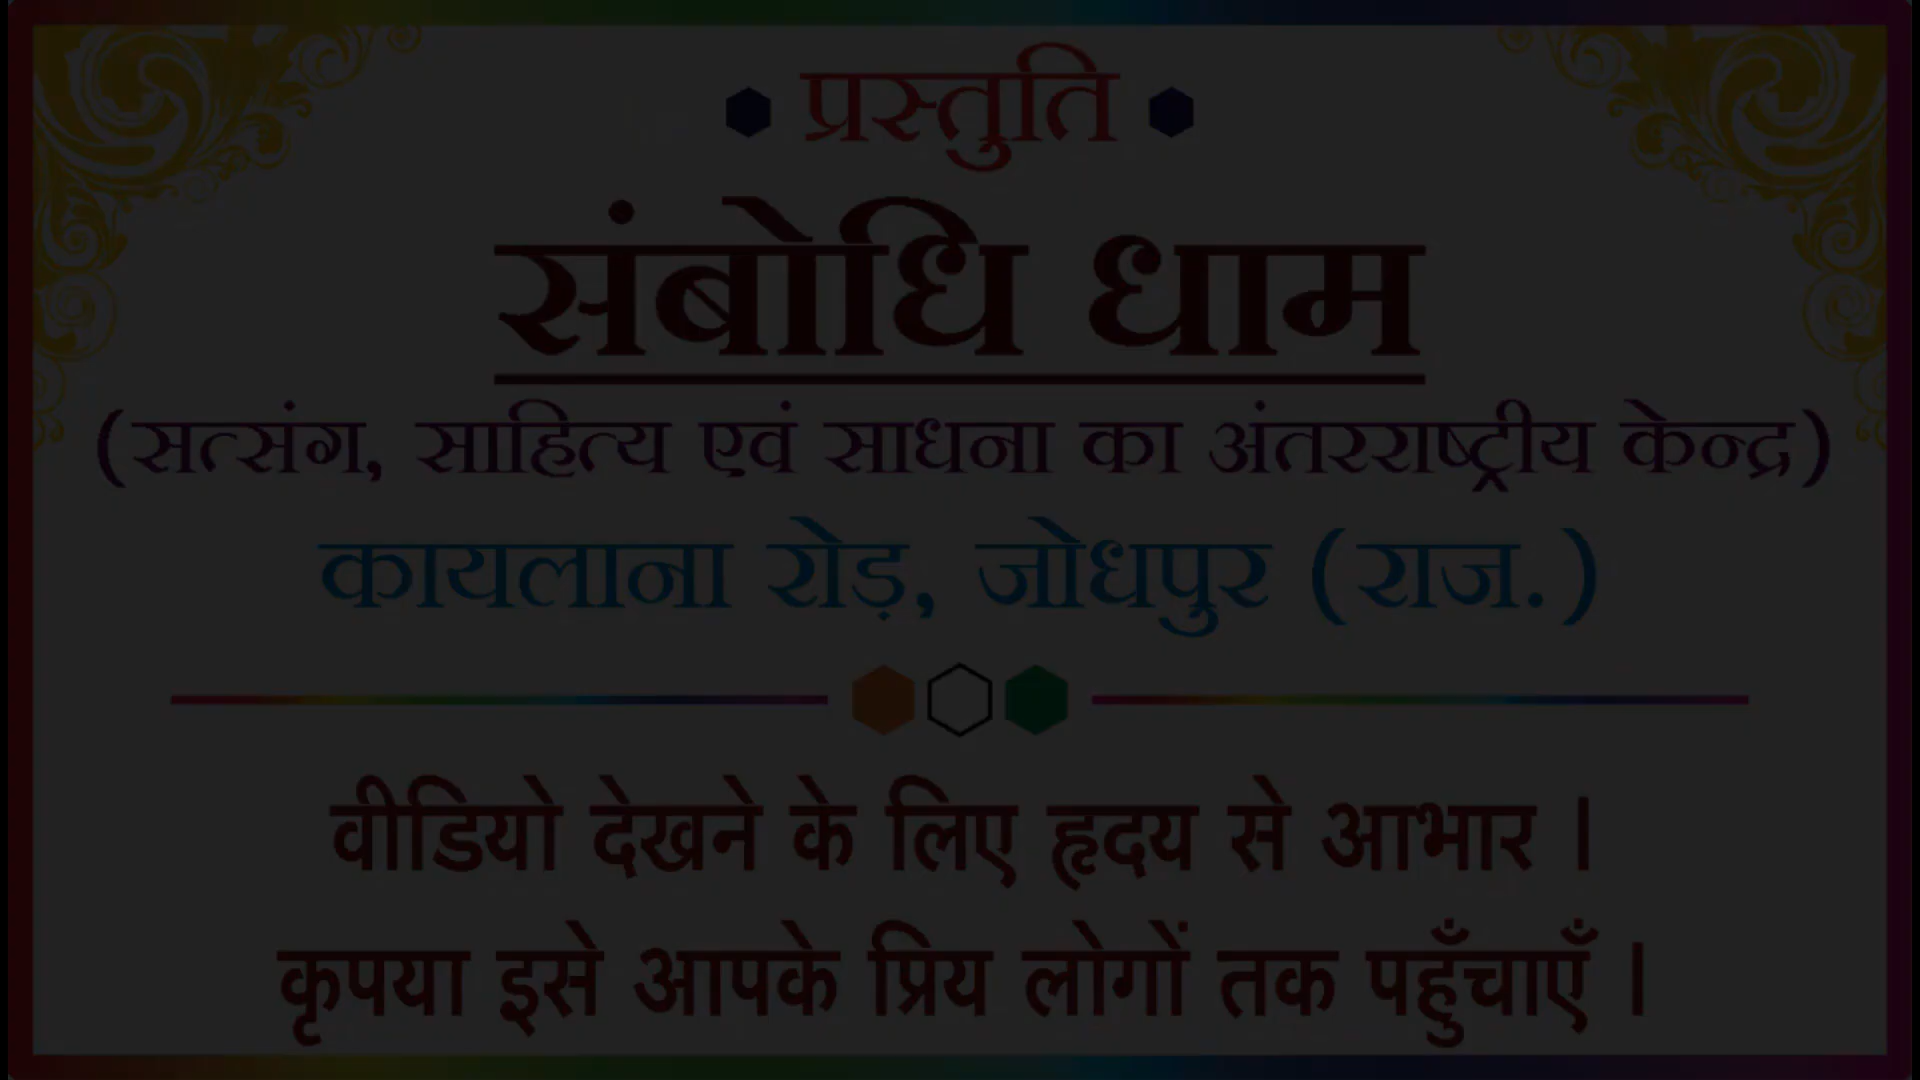 प्रस्तुति
संबोधि धाम
(सत्संग, साहित्य एवं साधना का अंतरराष्ट्रीय केन्द्र)
कायलाना रोड़, जोधपुर (राज.)
वीडियो देखने के लिए हृदय से आभार ।
कृपया इसे आपके प्रिय लोगों तक पहुँचाएँ ।